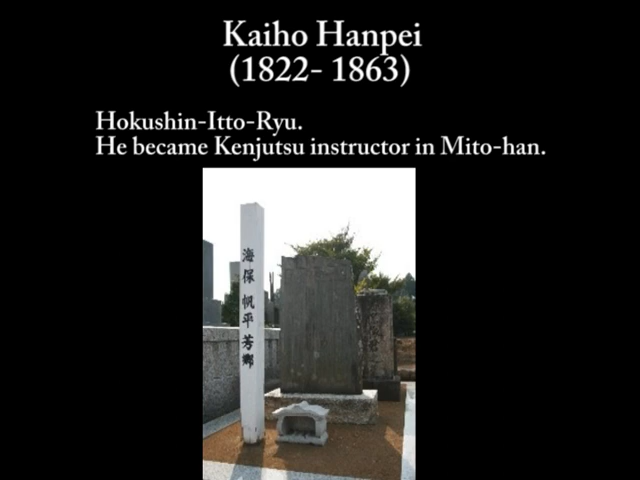 Kaiho Hanpei
(1822- 1863)
Hokushin-Itto-Ryu.
He became Kenjutsu instructor in Mito-han.
海保帆平芳郷